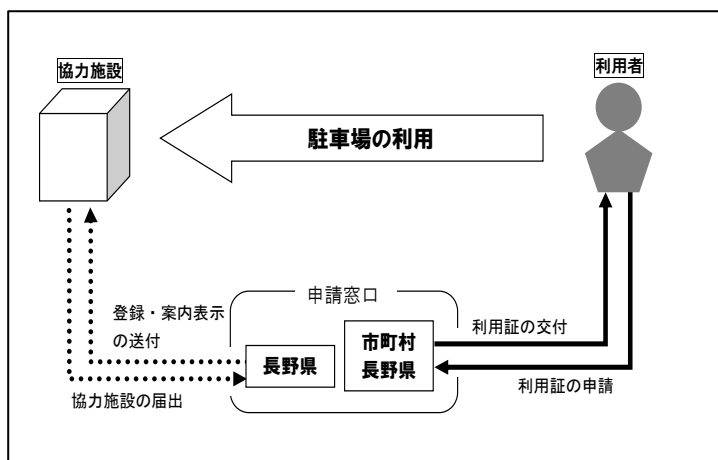 協力施設
利用者
駐車場の利用
申請窓口
登録・案内表示
の送付
長野県
市町村
長野県
利用証の交付
利用証の申請
協力施設の届出